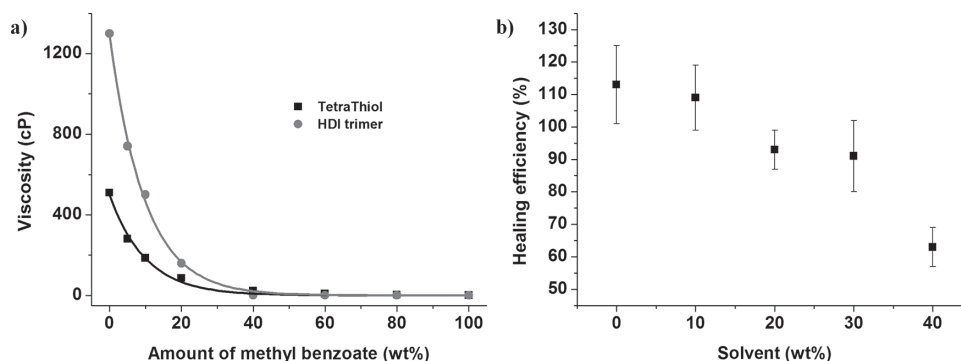 a)
1200
800
400
0
Viscosity (cP)
TetraThiol
HDI trimer
0 20 40 60 80 100
Amount of methyl benzoate (wt%)
b)
130
120
110
100
90
80
70
60
50
Healing efficiency (%)
0 10 20 30 40
Solvent (wt%)